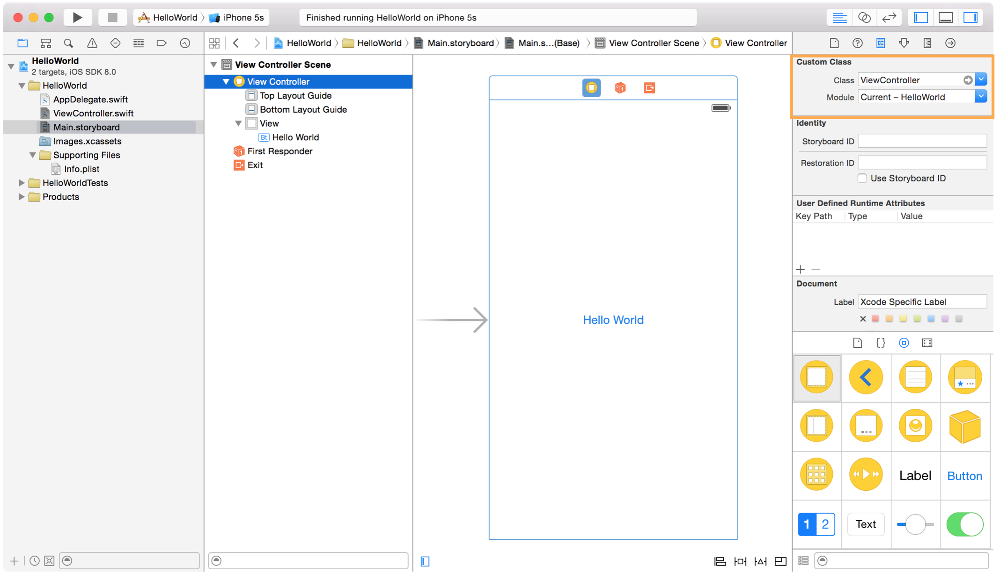 HelloWorld iPhone 5s
Finished running HelloWorld on iPhone 5s
HelloWorld HelloWorld Main.storyboard Main.s...(Base) View Controller Scene View Controller
HelloWorld
2 targets, iOS SDK 8.0
HelloWorld
AppDelegate.swift
ViewController.swift
Main.storyboard
Images.xcassets
Supporting Files
Info.plist
HelloWorldTests
Products
View Controller Scene
View Controller
Top Layout Guide
Bottom Layout Guide
View
Bt Hello World
First Responder
Exit
Hello World
Custom Class
Class ViewController
Module Current – HelloWorld
Identity
Storyboard ID
Restoration ID
Use Storyboard ID
User Defined Runtime Attributes
Key Path Type Value
Document
Label Xcode Specific Label
Label Button
1 2 Text